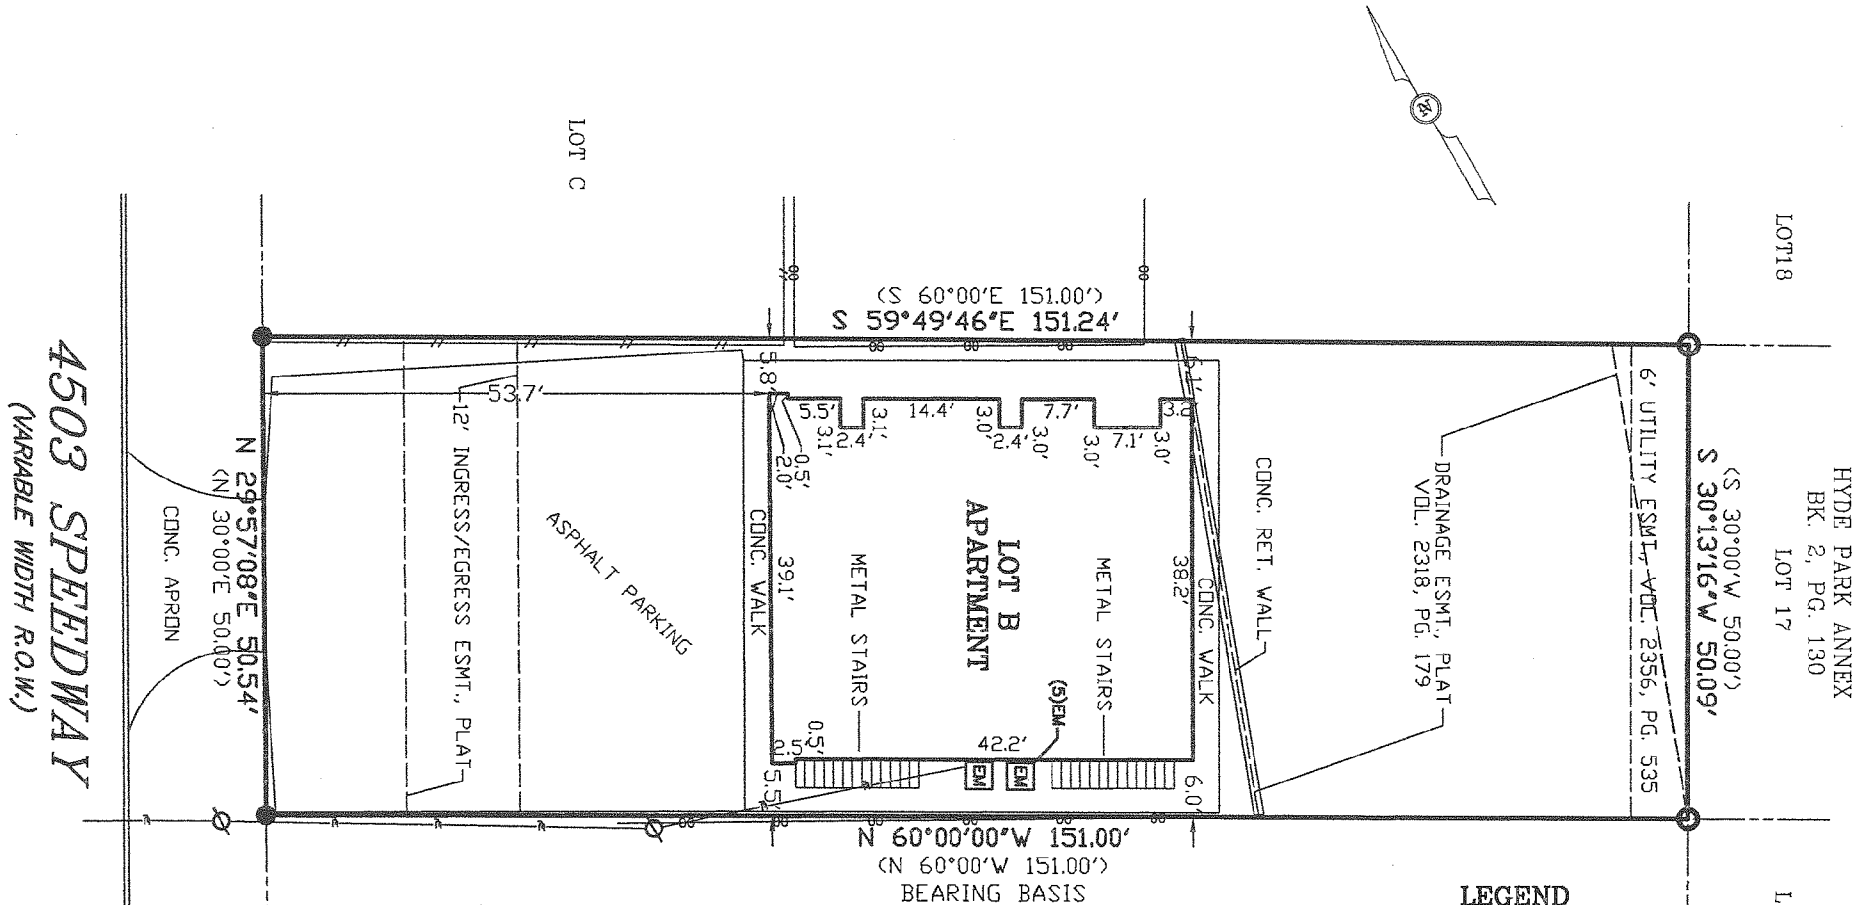 LOT C
LOT18
HYDE PARK ANNEX
BK. 2, PG. 130
LOT 17
L
N
(S 60°00'E 151.00')
S 59°49'46"E 151.24'
(S 30°00'W 50.00')
S 30°13'16"W 50.09'
6' UTILITY ESMT., VOL. 2356, PG. 535
DRAINAGE ESMT., PLAT
VOL. 2318, PG. 179
CONC. RET. WALL
CONC. WALK
5.8'
6.1'
53.7'
5.5'
3.1'
2.4'
3.1'
14.4'
3.0'
2.4'
3.0'
7.7'
3.0'
7.1'
3.0'
3.8
0.5'
2.0'
39.1'
38.2'
LOT B
APARTMENT
METAL STAIRS
METAL STAIRS
(5)EM
EM
EM
42.2'
0.5'
2.5
5.5'
6.0'
CONC. WALK
ASPHALT PARKING
12' INGRESS/EGRESS ESMT., PLAT
N 29°57'08"E 50.54'
(N 30°00'E 50.00')
CONC. APRON
4503 SPEEDWAY
(VARIABLE WIDTH R.O.W.)
N 60°00'00"W 151.00'
(N 60°00'W 151.00')
BEARING BASIS
LEGEND